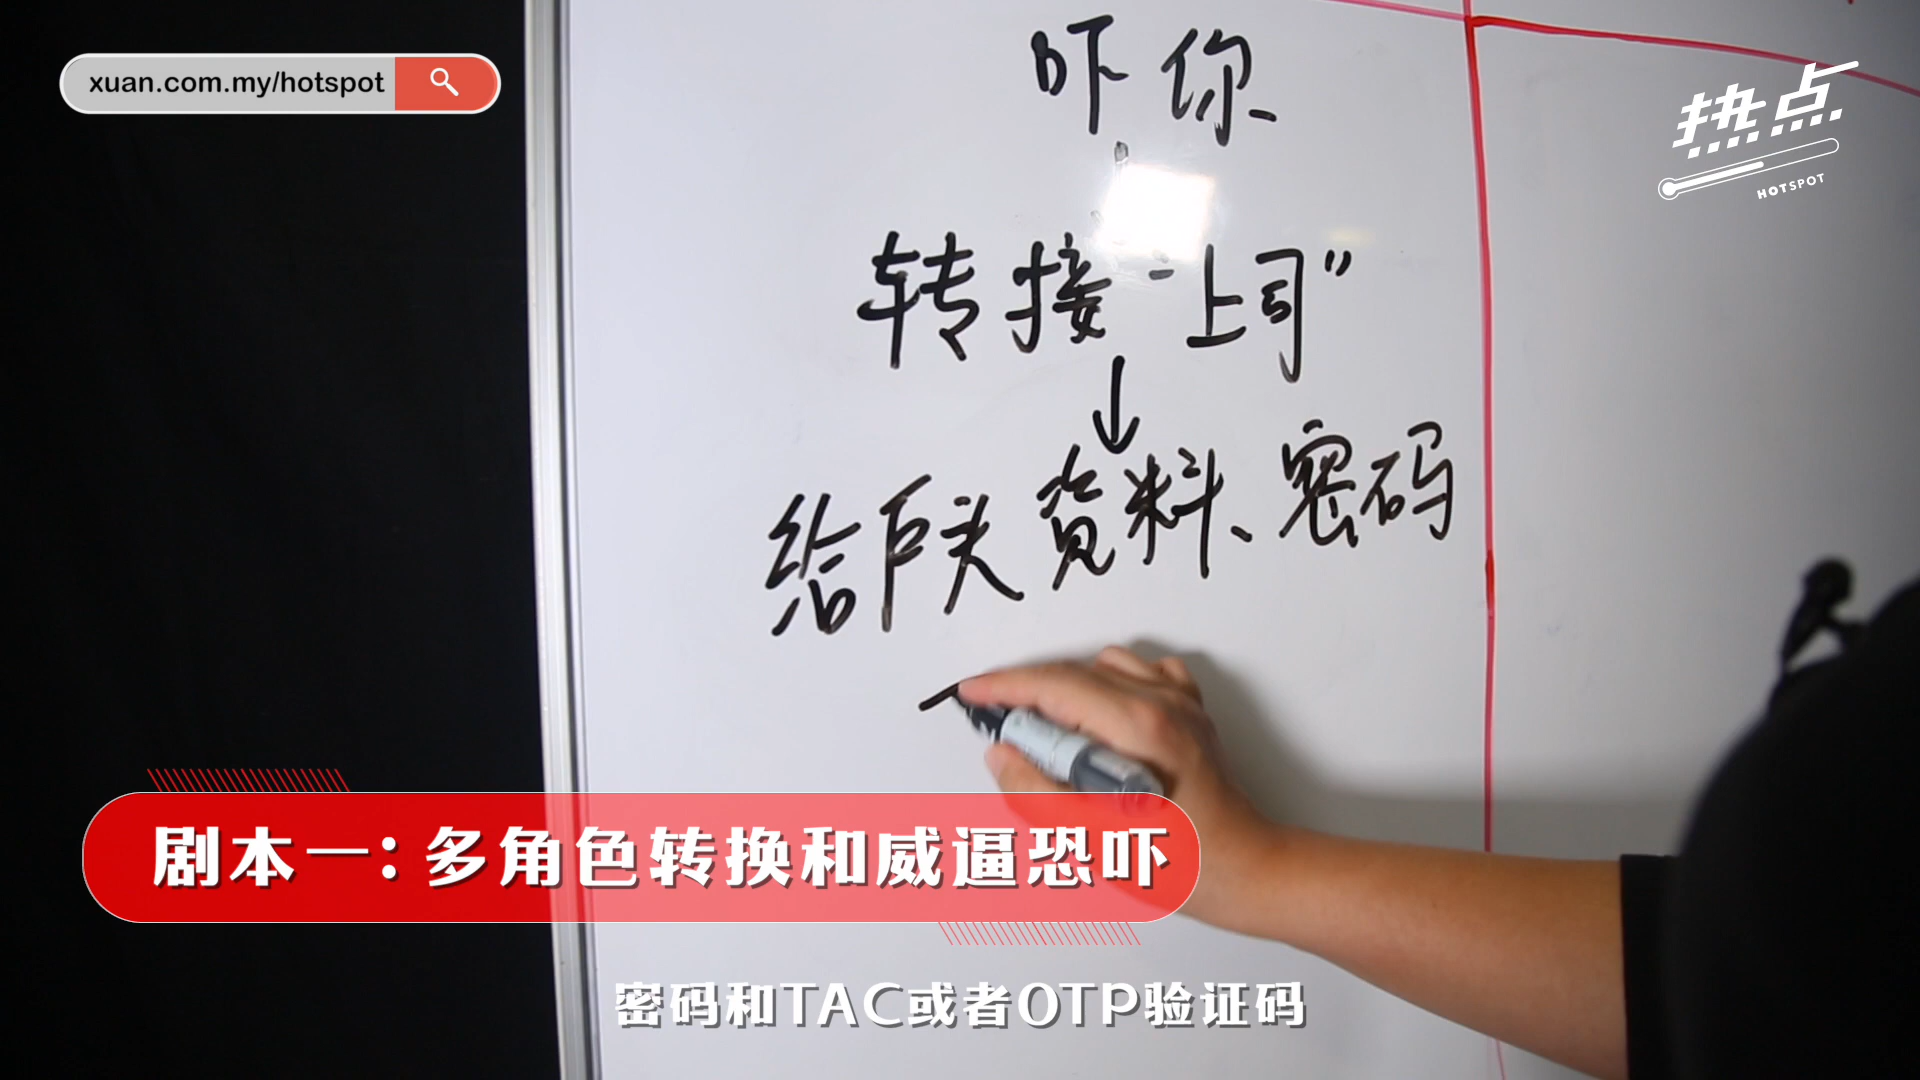 xuan.com.my/hotspot
热点
HOTSPOT
吓你
转接“上司”
给户头资料、密码
剧本一：多角色转换和威逼恐吓
密码和TAC或者OTP验证码